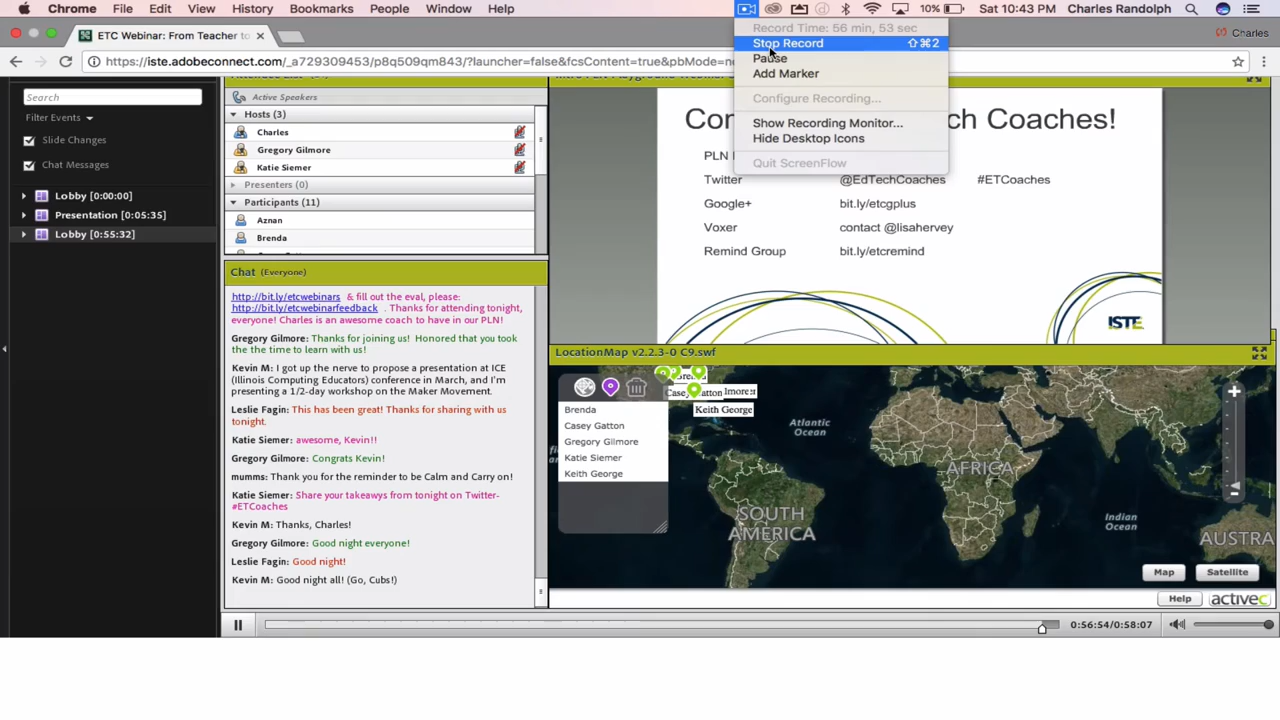 Chrome File Edit View History Bookmarks People Window Help
10% Sat 10:43 PM Charles Randolph
ETC Webinar: From Teacher to
Charles
https://iste.adobeconnect.com/_a729309453/p8q509qm843/?launcher=false&fcsContent=true&pbMode=no
Record Time: 56 min, 53 sec
Stop Record ⇧⌘2
Pause
Add Marker
Configure Recording...
Show Recording Monitor...
Hide Desktop Icons
Quit ScreenFlow
Search
Filter Events
Slide Changes
Chat Messages
Lobby [0:00:00]
Presentation [0:05:35]
Lobby [0:55:32]
Active Speakers
Hosts (3)
Charles
Gregory Gilmore
Katie Siemer
Presenters (0)
Participants (11)
Aznan
Brenda
Chat (Everyone)
http://bit.ly/etcwebinars & fill out the eval, please:
http://bit.ly/etcwebinarfeedback . Thanks for attending tonight,
everyone! Charles is an awesome coach to have in our PLN!
Gregory Gilmore: Thanks for joining us! Honored that you took
the the time to learn with us!
Kevin M: I got up the nerve to propose a presentation at ICE
(Illinois Computing Educators) conference in March, and I'm
presenting a 1/2-day workshop on the Maker Movement.
Leslie Fagin: This has been great! Thanks for sharing with us
tonight.
Katie Siemer: awesome, Kevin!!
Gregory Gilmore: Congrats Kevin!
mumms: Thank you for the reminder to be Calm and Carry on!
Katie Siemer: Share your takeawys from tonight on Twitter-
#ETCoaches
Kevin M: Thanks, Charles!
Gregory Gilmore: Good night everyone!
Leslie Fagin: Good night!
Kevin M: Good night all! (Go, Cubs!)
Con ch Coaches!
PLN
Twitter @EdTechCoaches #ETCoaches
Google+ bit.ly/etcgplus
Voxer contact @lisahervey
Remind Group bit.ly/etcremind
ISTE
LocationMap v2.2.3-0 C9.swf
Casey Gatton lmore:r
Keith George
Brenda
Casey Gatton
Gregory Gilmore
Katie Siemer
Keith George
Atlantic
Ocean
AFRICA
SOUTH
AMERICA
Indian
Ocean
AUSTRA
Map Satellite
Help activeC
0:56:54/0:58:07